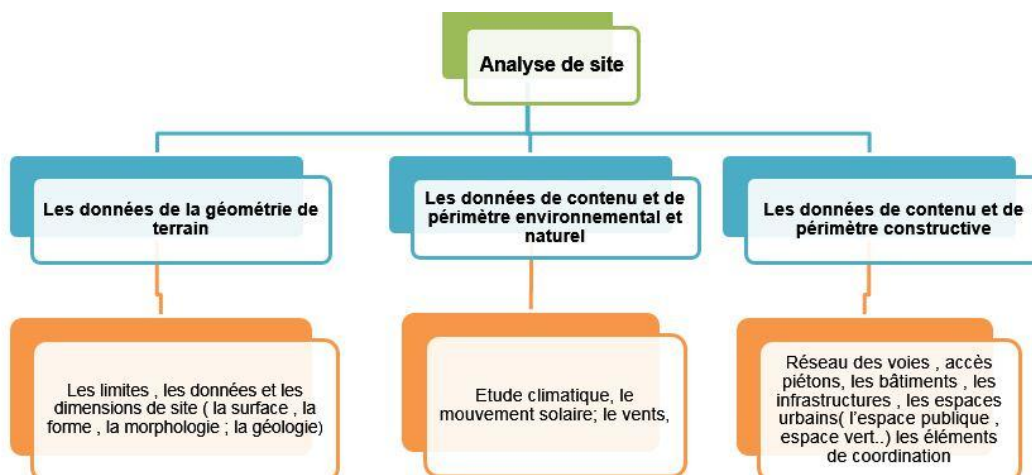 Analyse de site
Les données de la géométrie de
terrain
Les données de contenu et de
périmètre environnemental et
naturel
Les données de contenu et de
périmètre constructive
Les limites , les données et les
dimensions de site ( la surface , la
forme , la morphologie ; la géologie)
Etude climatique, le
mouvement solaire; le vents,
Réseau des voies , accès
piétons, les bâtiments , les
infrastructures , les espaces
urbains( l'espace publique ,
espace vert..) les éléments
de coordination